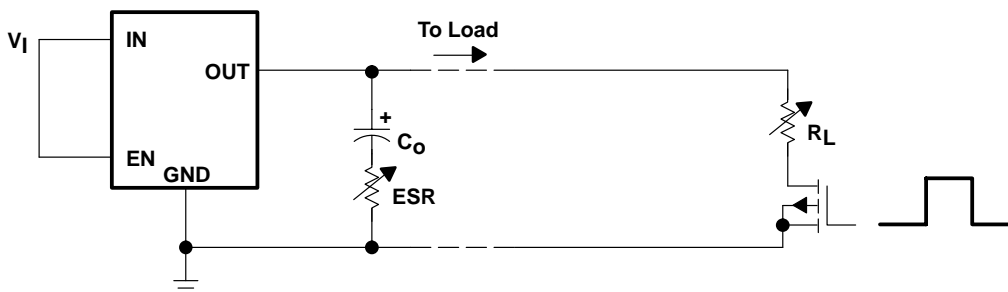 To Load
VI
IN
OUT
+
Co
RL
EN
GND
ESR